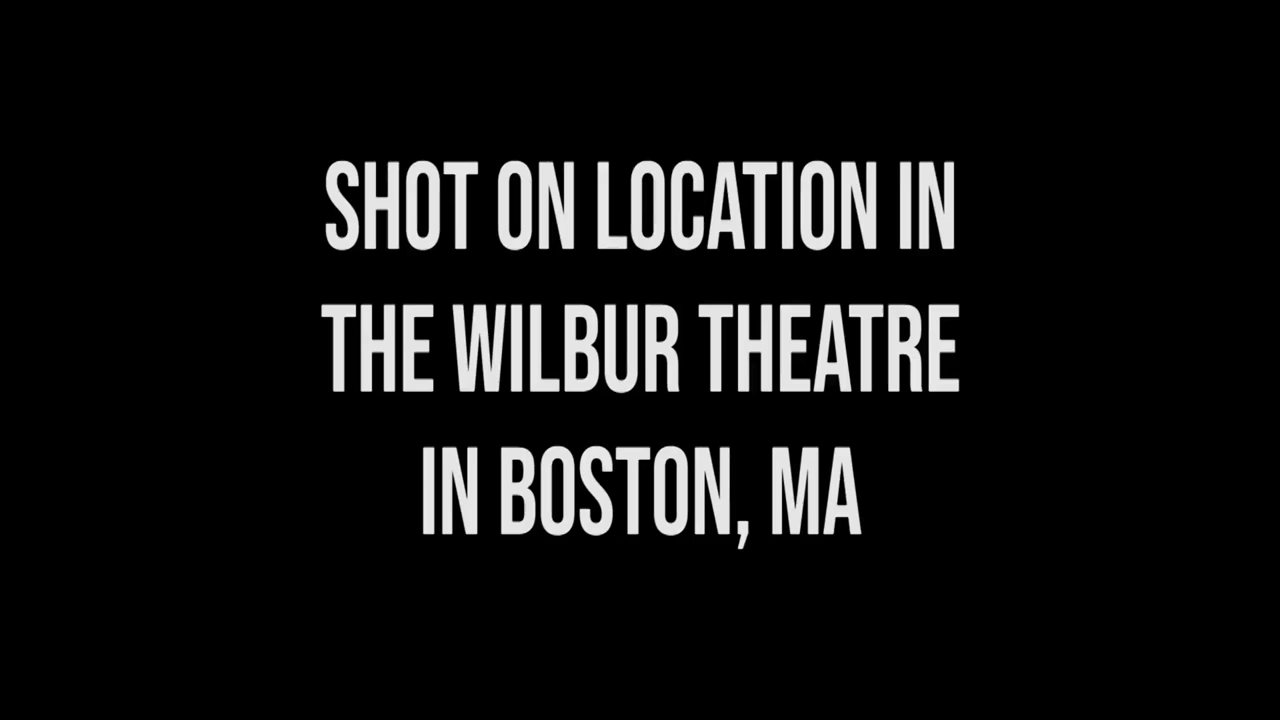 SHOT ON LOCATION IN
THE WILBUR THEATRE
IN BOSTON, MA